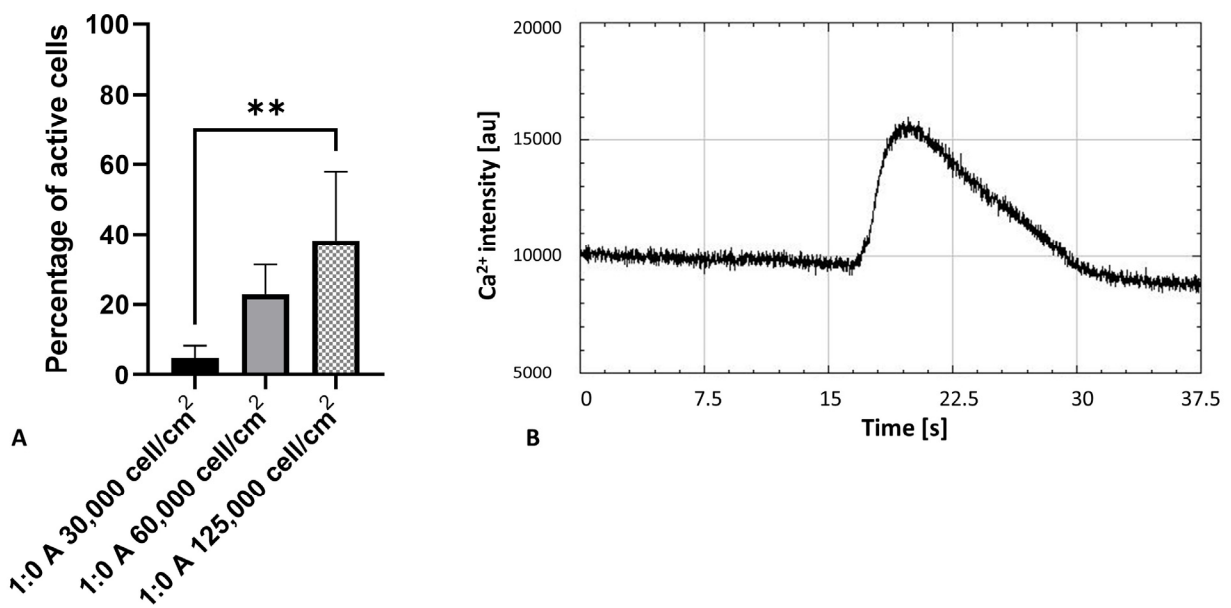 Percentage of active cells
100
80
60
40
20
0
**
1:0 A 30,000 cell/cm²
1:0 A 60,000 cell/cm²
1:0 A 125,000 cell/cm²
A
Ca²⁺ intensity [au]
20000
15000
10000
5000
0 7.5 15 22.5 30 37.5
Time [s]
B